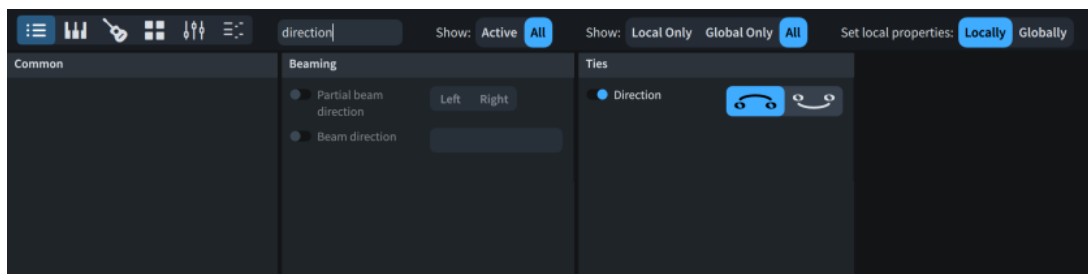 direction
Show: Active All
Show: Local Only Global Only All
Set local properties: Locally Globally
Common
Beaming
Partial beam
direction
Left Right
Beam direction
Ties
Direction